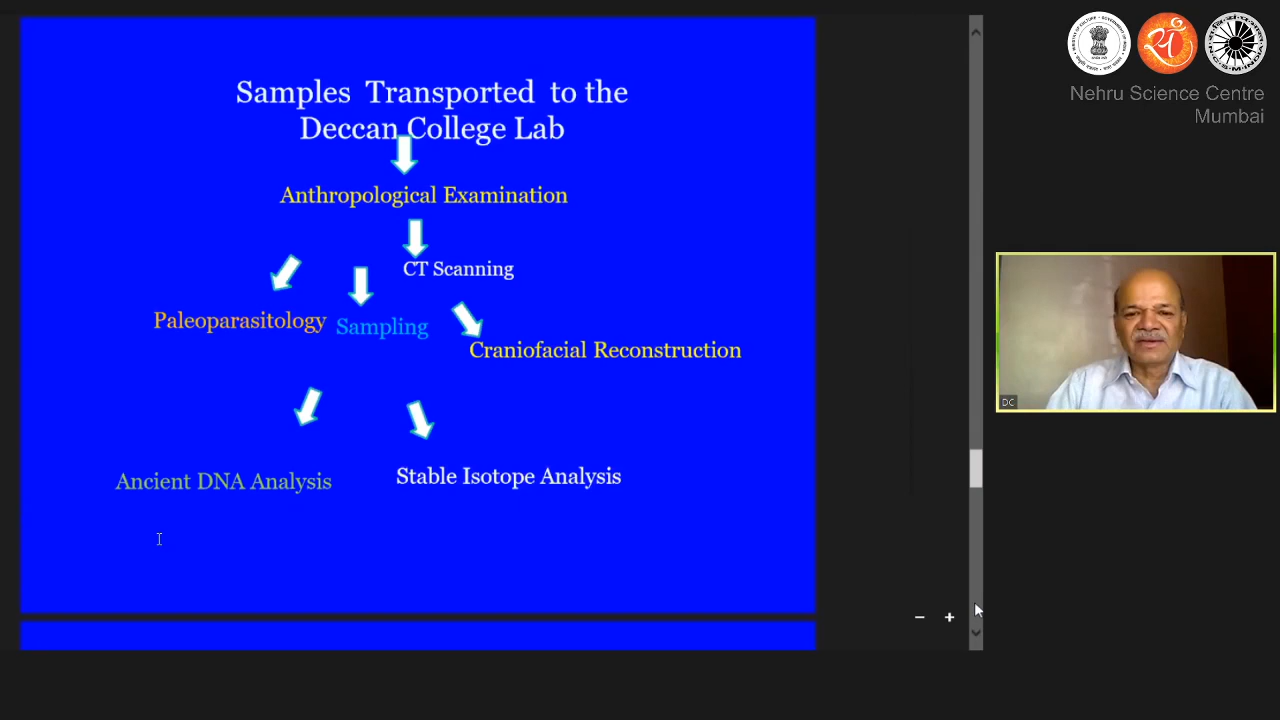 Samples Transported to the
Deccan College Lab
Anthropological Examination
CT Scanning
Paleoparasitology
Sampling
Craniofacial Reconstruction
Ancient DNA Analysis
Stable Isotope Analysis
Nehru Science Centre
Mumbai
DC